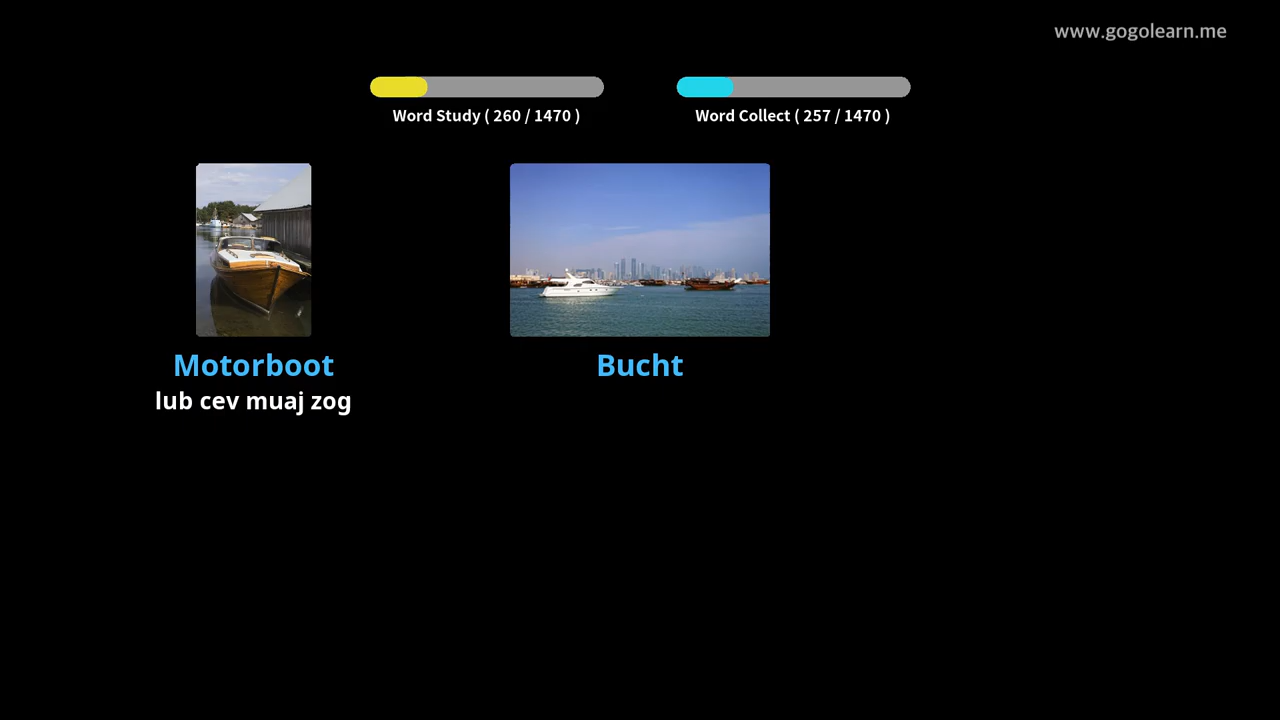 www.gogolearn.me
Word Study ( 260 / 1470 )
Word Collect ( 257 / 1470 )
Motorboot
lub cev muaj zog
Bucht